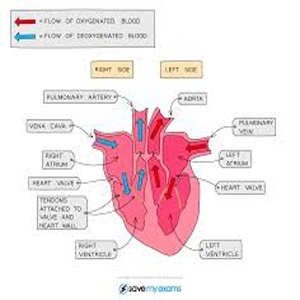 = FLOW OF OXYGENATED BLOOD
= FLOW OF DEOXYGENATED BLOOD
RIGHT SIDE
LEFT SIDE
PULMONARY ARTERY
AORTA
VENA CAVA
PULMONARY
VEIN
RIGHT
ATRIUM
LEFT
ATRIUM
HEART VALVE
HEART VALVE
TENDONS
ATTACHED TO
VALVE AND
HEART WALL
RIGHT
VENTRICLE
LEFT
VENTRICLE
savemyexams